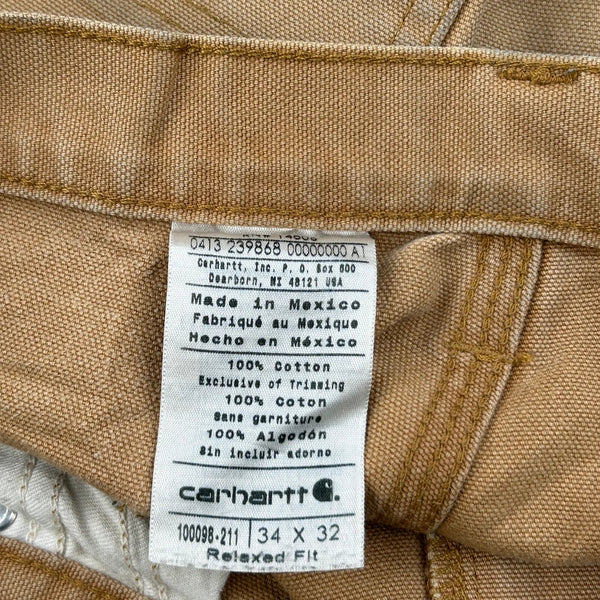 RN# 14806
0413 239868 00000000 A1
Carhartt, Inc. P. O. Box 600
Dearborn, MI 48121 USA
Made in Mexico
Fabriqué au Mexique
Hecho en México
100% Cotton
Exclusive of Trimming
100% Coton
Sans garniture
100% Algodón
Sin incluir adorno
carhartt
100098-211 34 X 32
Relaxed Fit